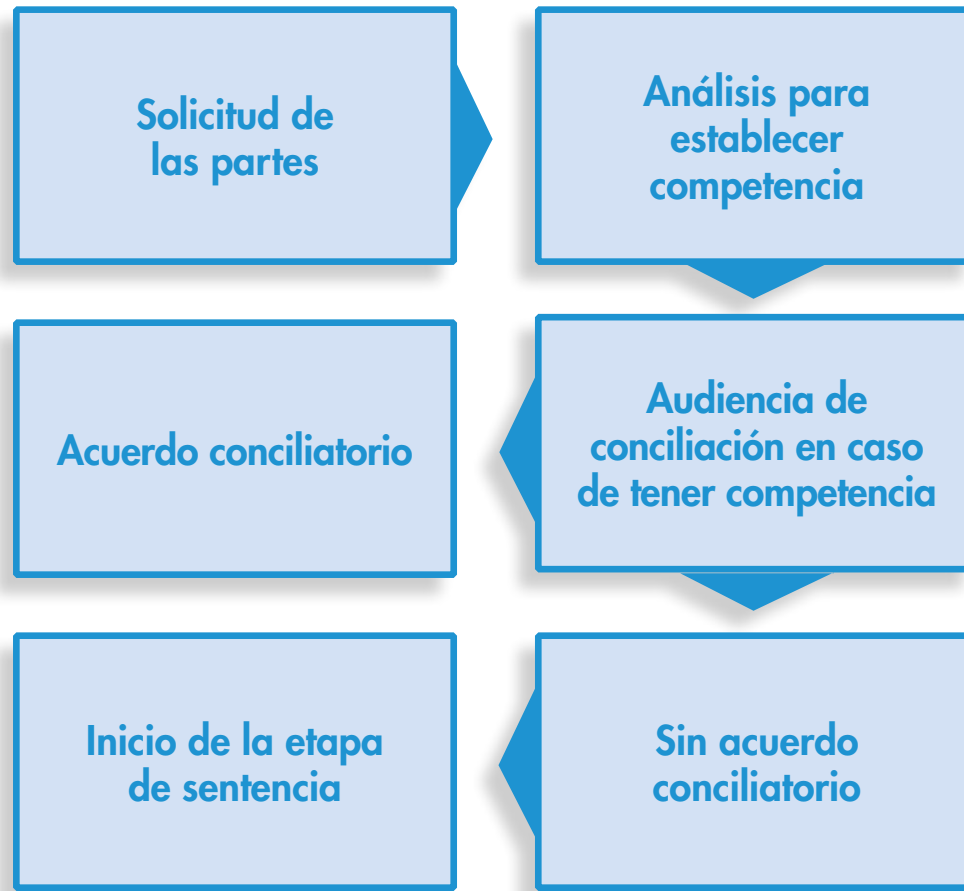 Solicitud de
las partes
Análisis para
establecer
competencia
Acuerdo conciliatorio
Audiencia de
conciliación en caso
de tener competencia
Inicio de la etapa
de sentencia
Sin acuerdo
conciliatorio